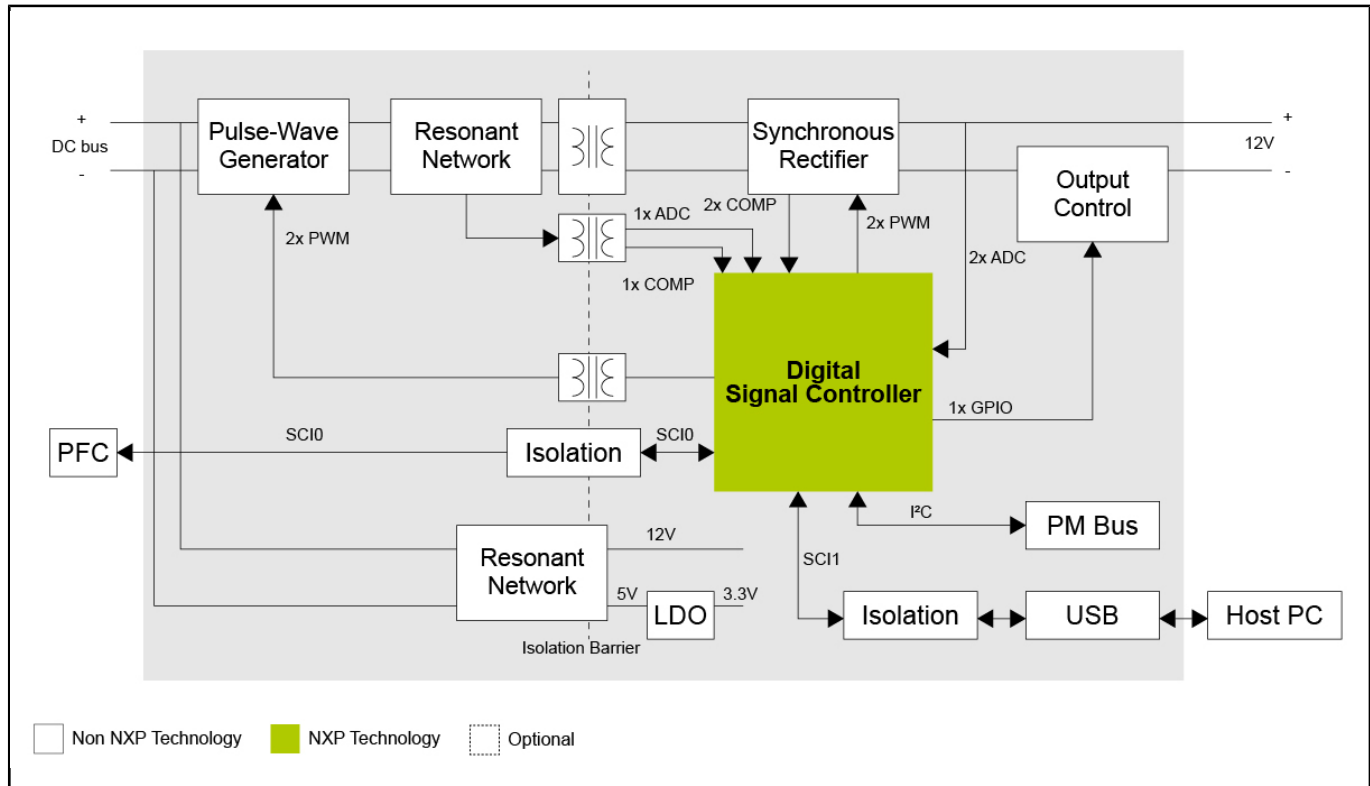 +
DC bus
-
Pulse-Wave
Generator
Resonant
Network
Synchronous
Rectifier
+
12V
-
Output
Control
2x PWM
1x ADC
2x COMP
2x PWM
1x COMP
2x ADC
Digital
Signal Controller
1x GPIO
PFC
SCI0
Isolation
SCI0
I²C
PM Bus
Resonant
Network
12V
5V
LDO
3.3V
SCI1
Isolation
USB
Host PC
Isolation Barrier
Non NXP Technology
NXP Technology
Optional